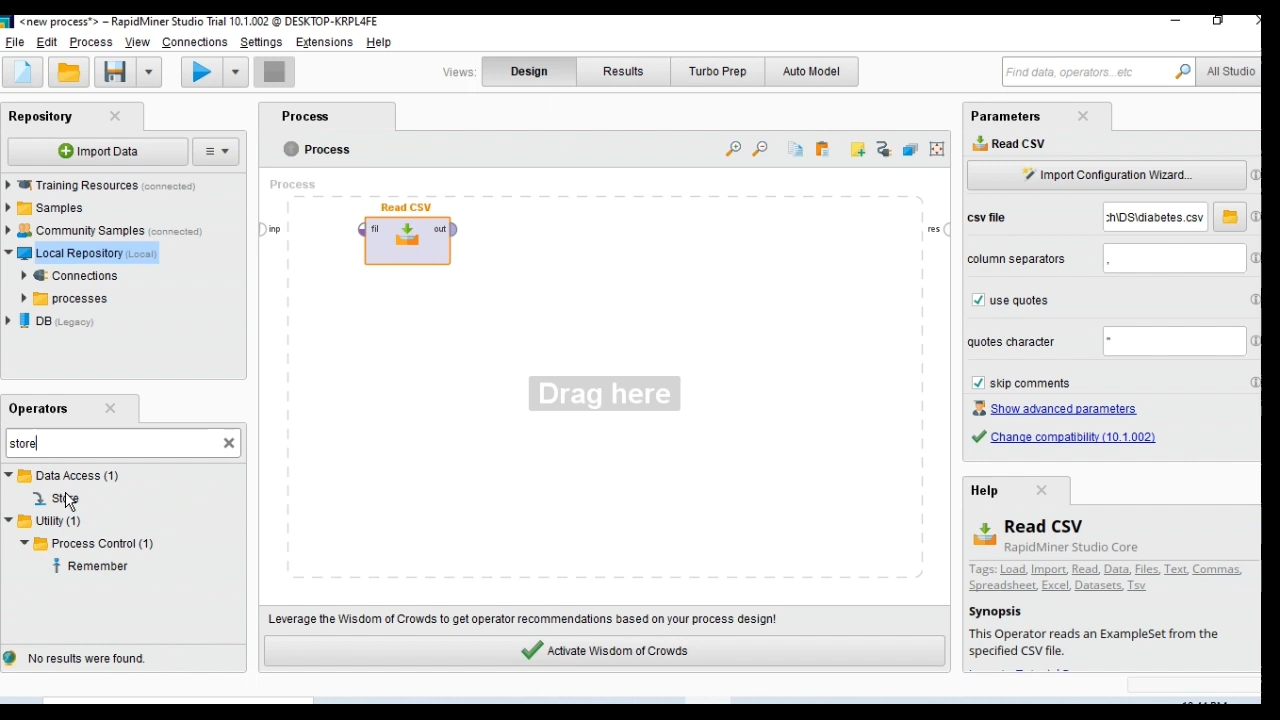 <new process*> – RapidMiner Studio Trial 10.1.002 @ DESKTOP-KRPL4FE
File Edit Process View Connections Settings Extensions Help
Views: Design Results Turbo Prep Auto Model
Find data, operators...etc
All Studio
Repository
Import Data
Training Resources (connected)
Samples
Community Samples (connected)
Local Repository (Local)
Connections
processes
DB (Legacy)
Operators
store
Data Access (1)
Store
Utility (1)
Process Control (1)
Remember
No results were found.
Process
Process
Process
Read CSV
inp
fil
out
res
Drag here
Leverage the Wisdom of Crowds to get operator recommendations based on your process design!
Activate Wisdom of Crowds
Parameters
Read CSV
Import Configuration Wizard...
csv file
:h\DS\diabetes.csv
column separators
,
use quotes
quotes character
"
skip comments
Show advanced parameters
Change compatibility (10.1.002)
Help
Read CSV
RapidMiner Studio Core
Tags: Load, Import, Read, Data, Files, Text, Commas,
Spreadsheet, Excel, Datasets, Tsv
Synopsis
This Operator reads an ExampleSet from the
specified CSV file.